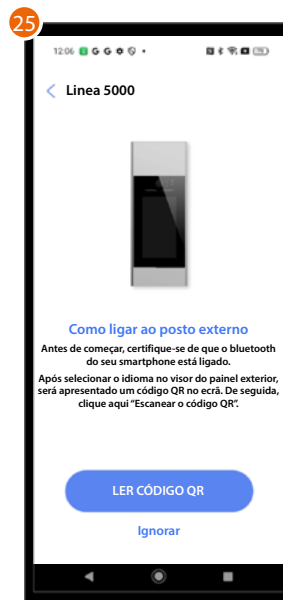 25
12:06
Linea 5000
Como ligar ao posto externo
Antes de começar, certifique-se de que o bluetooth
do seu smartphone está ligado.
Após selecionar o idioma no visor do painel exterior,
será apresentado um código QR no ecrã. De seguida,
clique aqui “Escanear o código QR”.
LER CÓDIGO QR
Ignorar